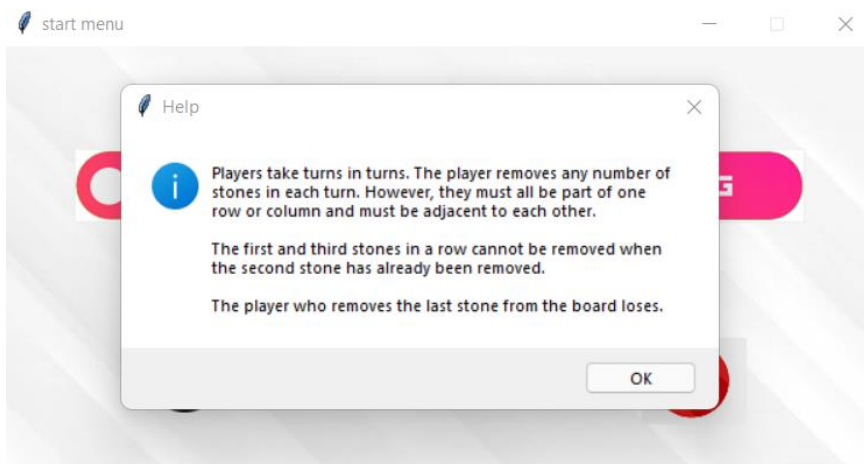 start menu
Help
Players take turns in turns. The player removes any number of
stones in each turn. However, they must all be part of one
row or column and must be adjacent to each other.
G
The first and third stones in a row cannot be removed when
the second stone has already been removed.
The player who removes the last stone from the board loses.
OK